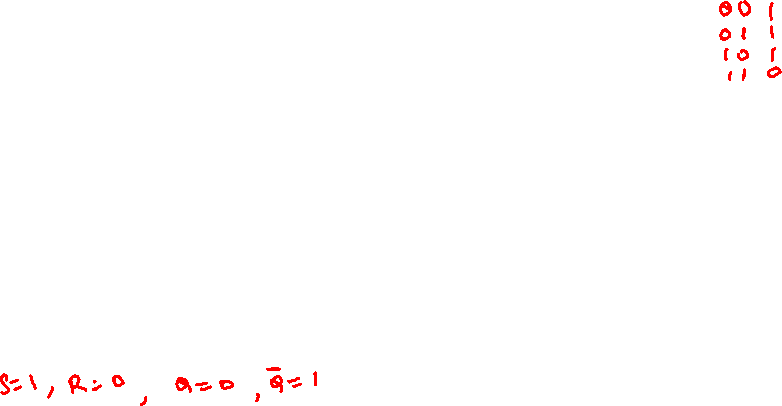 0 0 1
0 1 1
1 0 1
1 1 0
S=1, R=0, Q=0, Q̅=1